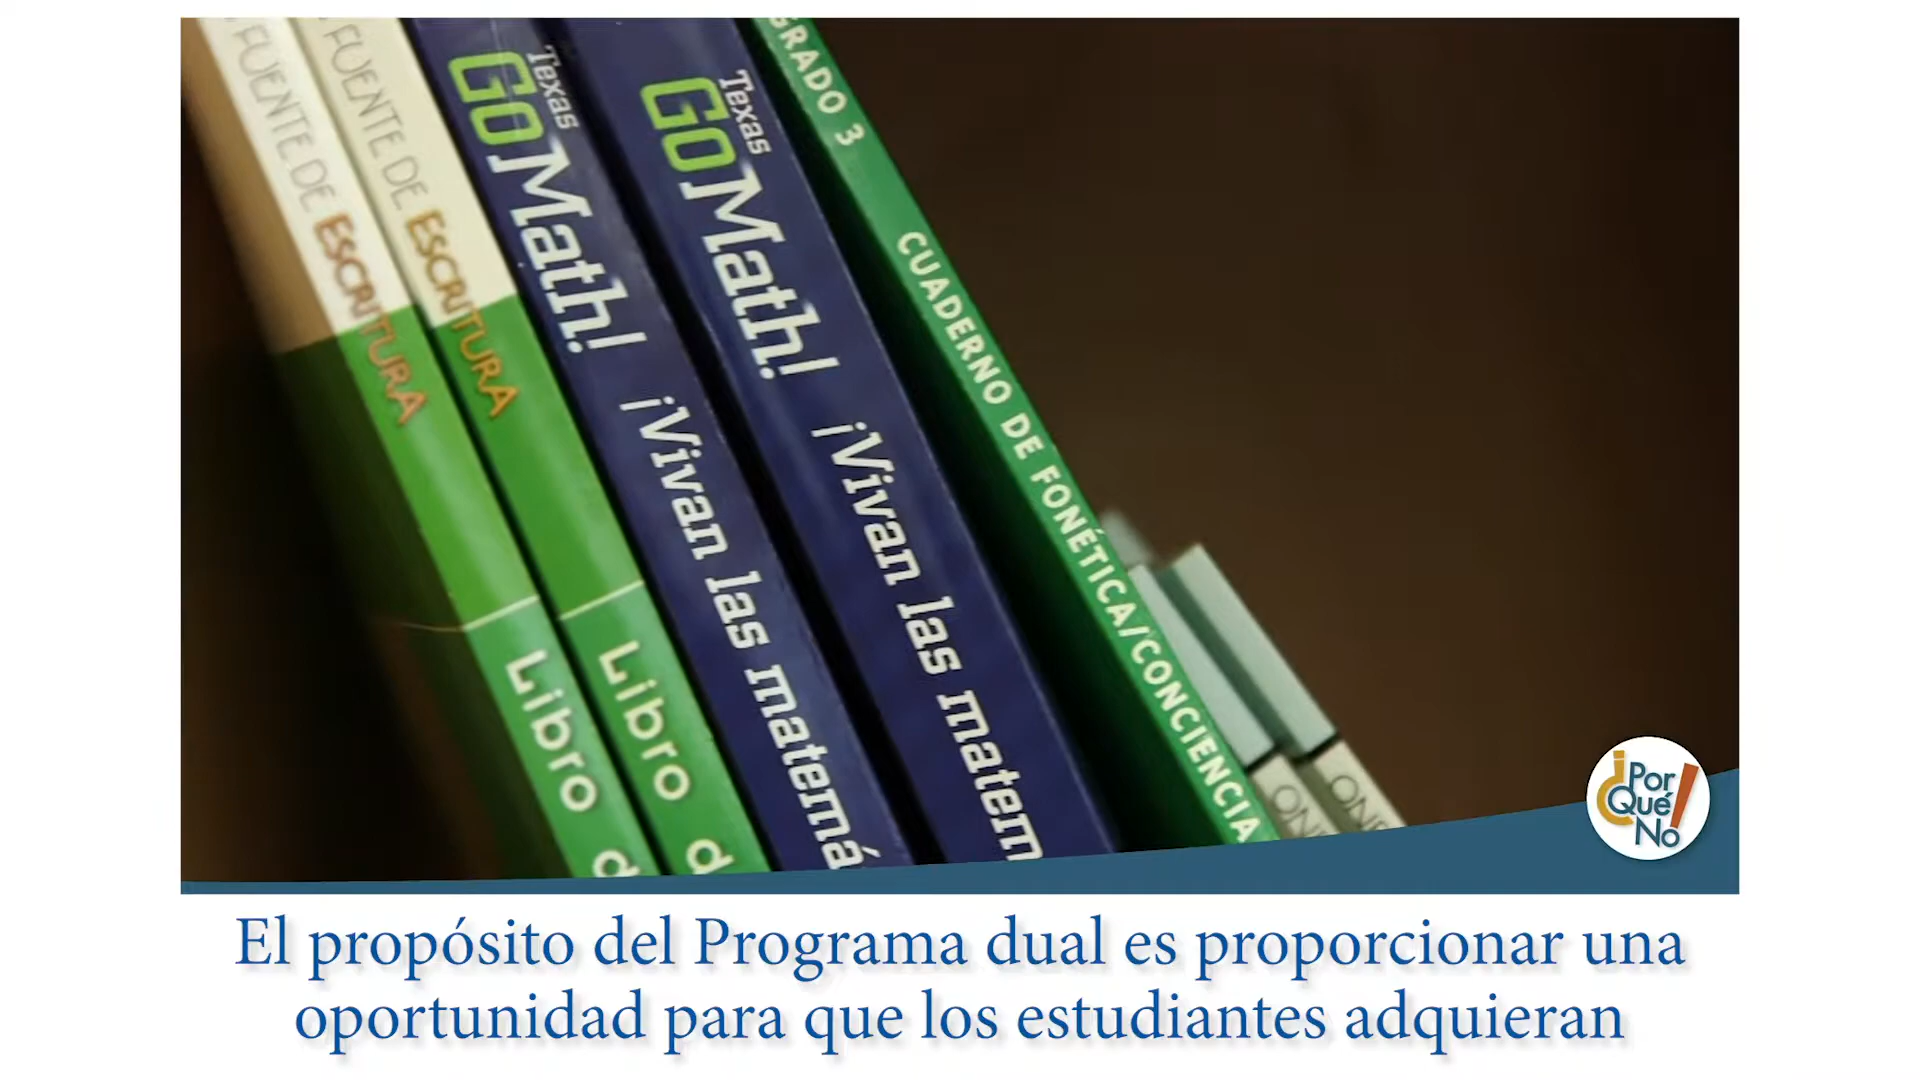 FUENTE DE ESCRITURA
Libro d
FUENTE DE ESCRITURA
Libro d
Texas
GO Math! ¡Vivan las matemá
Texas
GO Math! ¡Vivan las matem
GRADO 3 CUADERNO DE FONÉTICA/CONCIENCIA
¿Por
Qué
No!
El propósito del Programa dual es proporcionar una
oportunidad para que los estudiantes adquieran